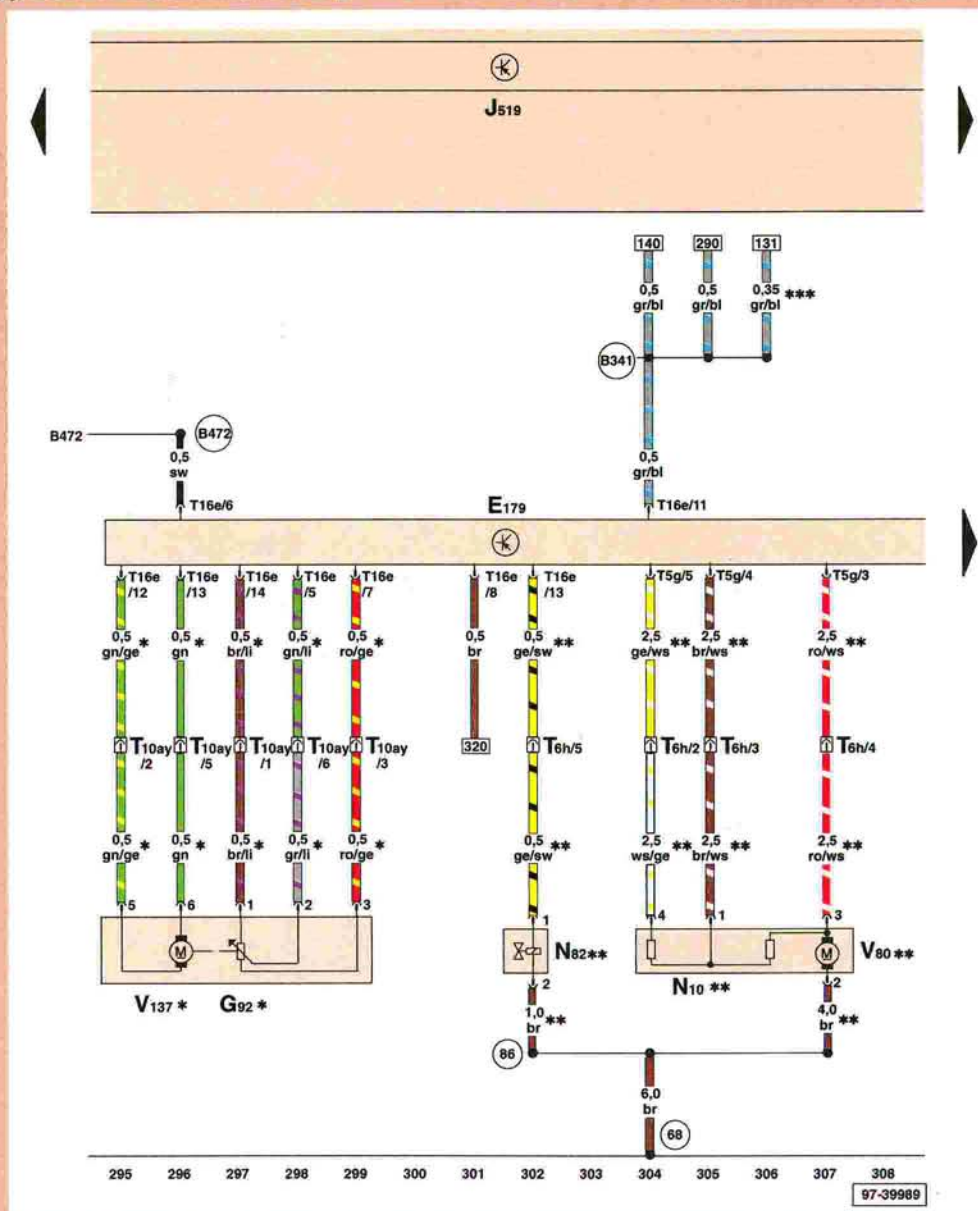 J519
140 290 131
0,5 0,5 0,35 ***
gr/bl gr/bl gr/bl
B341
B472 B472
0,5
sw
0,5
gr/bl
T16e/6 E179 T16e/11
T16e T16e T16e T16e T16e T16e T16e T5g/5 T5g/4 T5g/3
/12 /13 /14 /5 /7 /8 /13
0,5 * 0,5 * 0,5 * 0,5 * 0,5 * 0,5 0,5 ** 2,5 ** 2,5 ** 2,5 **
gn/ge gn br/li gn/li ro/ge br ge/sw ge/ws br/ws ro/ws
T10ay T10ay T10ay T10ay T10ay 320 T6h/5 T6h/2 T6h/3 T6h/4
/2 /5 /1 /6 /3
0,5 * 0,5 * 0,5 * 0,5 * 0,5 * 0,5 ** 2,5 ** 2,5 ** 2,5 **
gn/ge gn br/li gr/li ro/ge ge/sw ws/ge br/ws ro/ws
5 6 1 2 3 1 4 1 3
M N82** M V80**
V137* G92* 2 N10 ** 2
1,0 ** 4,0 **
br br
86
6,0
br
68
295 296 297 298 299 300 301 302 303 304 305 306 307 308
97-39989